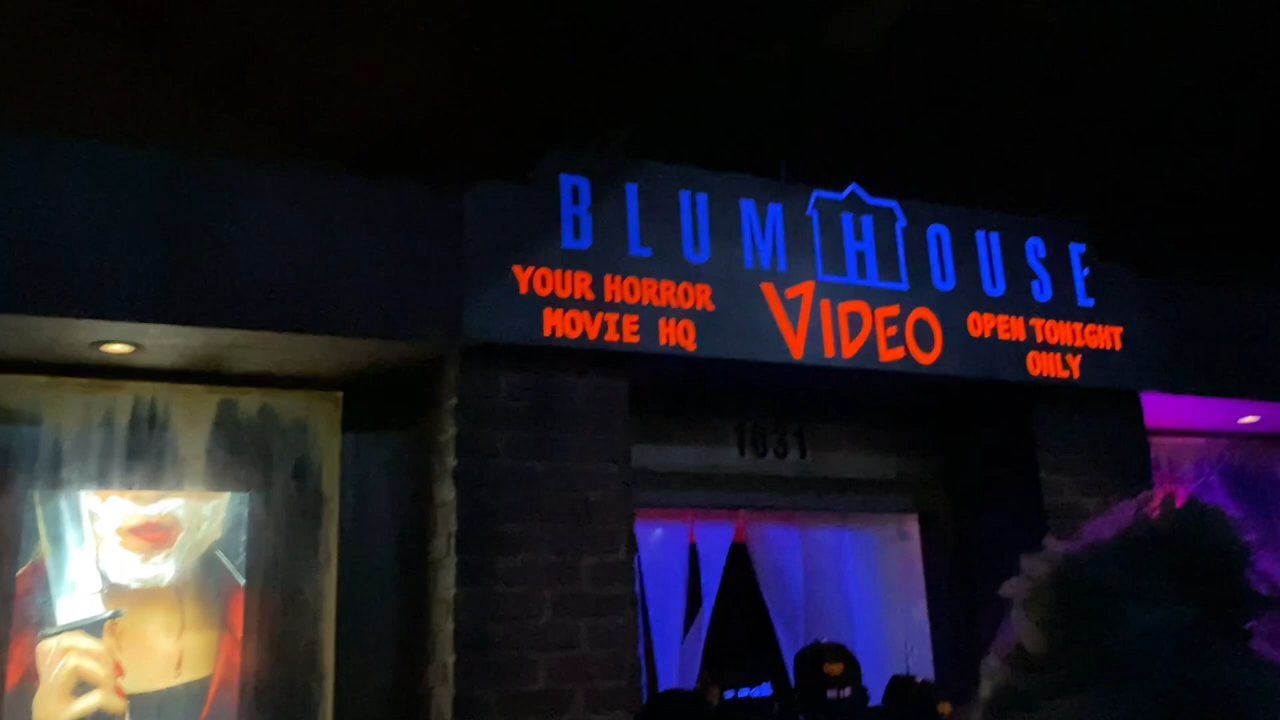 BLUMHOUSE
YOUR HORROR
MOVIE HQ
VIDEO
OPEN TONIGHT
ONLY
1031